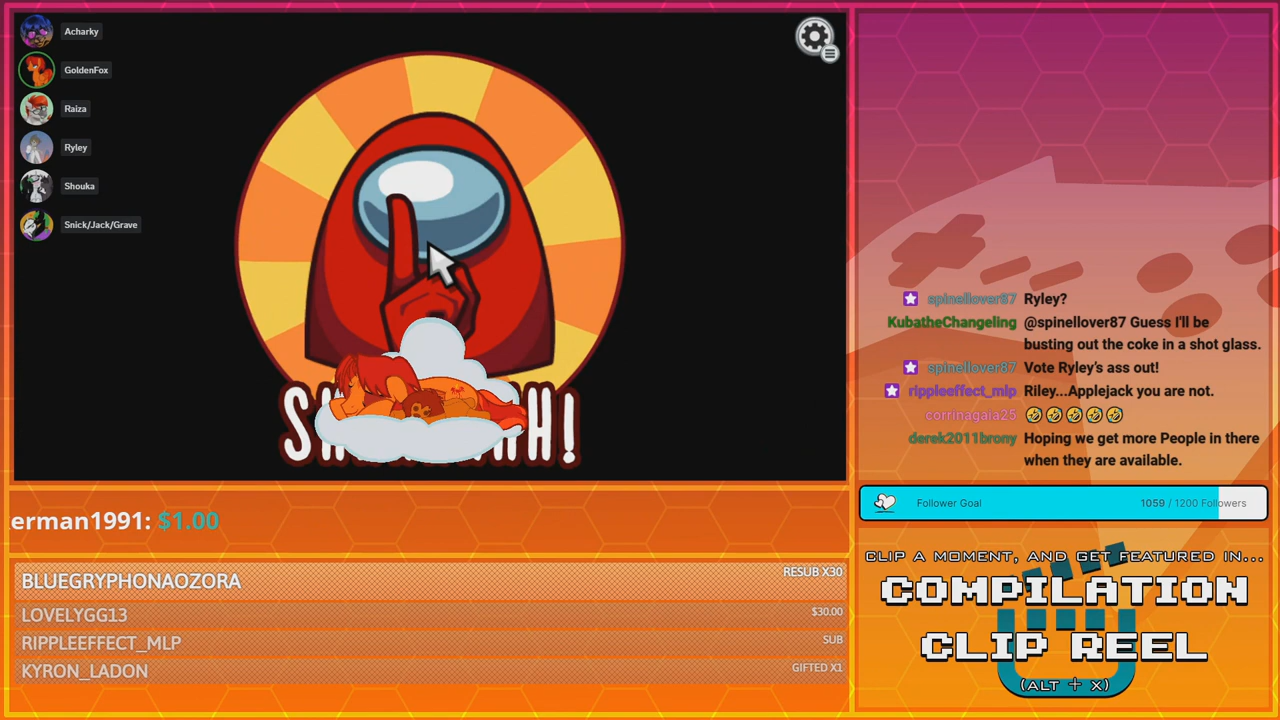 Acharky
GoldenFox
Raiza
Ryley
Shouka
Snick/Jack/Grave
spinellover87 Ryley?
KubatheChangeling @spinellover87 Guess I'll be
busting out the coke in a shot glass.
spinellover87 Vote Ryley's ass out!
rippleeffect_mlp Riley...Applejack you are not.
corrinagaia25 🤣🤣🤣🤣🤣
derek2011brony Hoping we get more People in there
when they are available.
Follower Goal 1059 / 1200 Followers
erman1991: $1.00
BLUEGRYPHONAOZORA RESUB X30
LOVELYGG13 $30.00
RIPPLEEFFECT_MLP SUB
KYRON_LADON GIFTED X1
CLIP A MOMENT, AND GET FEATURED IN...
COMPILATION
CLIP REEL
(ALT + X)